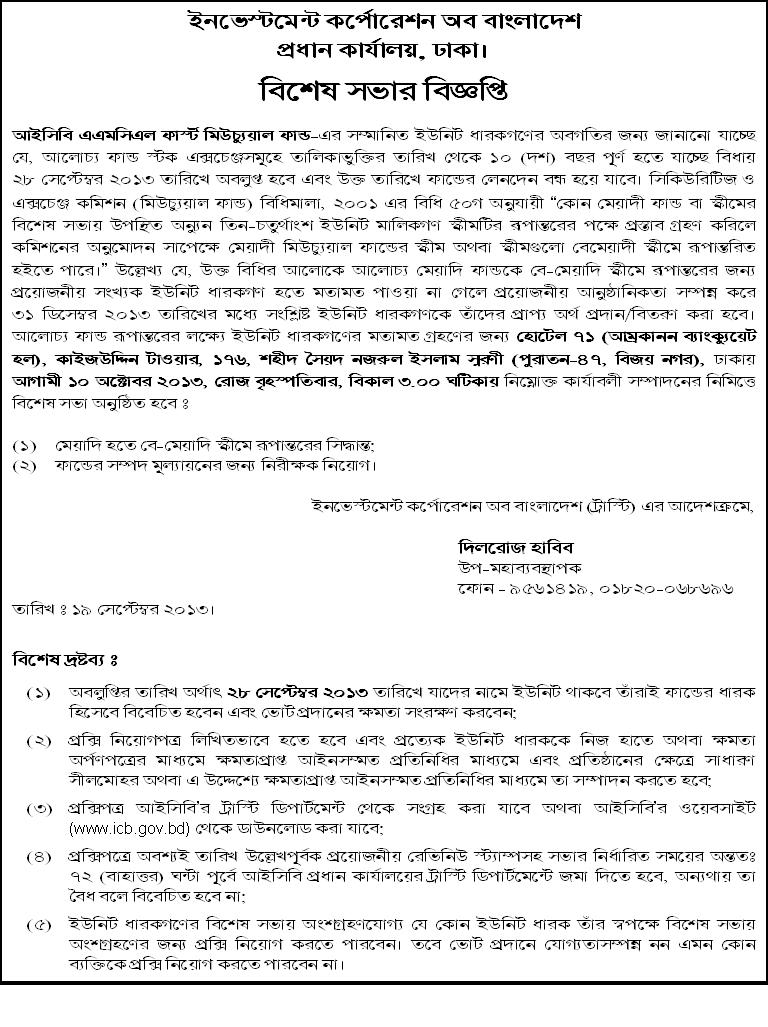 ইনভেস্টমেন্ট কর্পোরেশন অব বাংলাদেশ
প্রধান কার্যালয়, ঢাকা।
বিশেষ সভার বিজ্ঞপ্তি
আইসিবি এএমসিএল ফার্স্ট মিউচ্যুয়াল ফান্ড-এর সম্মানিত ইউনিট ধারকগণের অবগতির জন্য জানানো যাচ্ছে
যে, আলোচ্য ফান্ড স্টক এক্সচেঞ্জসমূহে তালিকাভুক্তির তারিখ থেকে ১০ (দশ) বছর পূর্ণ হতে যাচ্ছে বিধায়
২৮ সেপ্টেম্বর ২০১৩ তারিখে অবলুপ্ত হবে এবং উক্ত তারিখে ফান্ডের লেনদেন বন্ধ হয়ে যাবে। সিকিউরিটিজ ও
এক্সচেঞ্জ কমিশন (মিউচ্যুয়াল ফান্ড) বিধিমালা, ২০০১ এর বিধি ৫০গ অনুযায়ী “কোন মেয়াদী ফান্ড বা স্কীমের
বিশেষ সভায় উপস্থিত অন্যুন তিন-চতুর্থাংশ ইউনিট মালিকগণ স্কীমটির রূপান্তরের পক্ষে প্রস্তাব গ্রহণ করিলে
কমিশনের অনুমোদন সাপেক্ষে মেয়াদী মিউচ্যুয়াল ফান্ডের স্কীম অথবা স্কীমগুলো বেমেয়াদী স্কীমে রূপান্তরিত
হইতে পারে।” উল্লেখ্য যে, উক্ত বিধির আলোকে আলোচ্য মেয়াদি ফান্ডকে বে-মেয়াদি স্কীমে রূপান্তরের জন্য
প্রয়োজনীয় সংখ্যক ইউনিট ধারকগণ হতে মতামত পাওয়া না গেলে প্রয়োজনীয় আনুষ্ঠানিকতা সম্পন্ন করে
৩১ ডিসেম্বর ২০১৩ তারিখের মধ্যে সংশ্লিষ্ট ইউনিট ধারকগণকে তাঁদের প্রাপ্য অর্থ প্রদান/বিতরণ করা হবে।
আলোচ্য ফান্ড রূপান্তরের লক্ষ্যে ইউনিট ধারকগণের মতামত গ্রহণের জন্য হোটেল ৭১ (আম্রকানন ব্যাংক্যুয়েট
হল), কাইজউদ্দিন টাওয়ার, ১৭৬, শহীদ সৈয়দ নজরুল ইসলাম স্বরণী (পুরাতন-৪৭, বিজয় নগর), ঢাকায়
আগামী ১০ অক্টোবর ২০১৩, রোজ বৃহস্পতিবার, বিকাল ৩.০০ ঘটিকায় নিম্নোক্ত কার্যাবলী সম্পাদনের নিমিত্তে
বিশেষ সভা অনুষ্ঠিত হবে ঃ
(১) মেয়াদি হতে বে-মেয়াদি স্কীমে রূপান্তরের সিদ্ধান্ত;
(২) ফান্ডের সম্পদ মূল্যায়নের জন্য নিরীক্ষক নিয়োগ।
ইনভেস্টমেন্ট কর্পোরেশন অব বাংলাদেশ (ট্রাস্টি) এর আদেশক্রমে,
দিলরোজ হাবিব
উপ-মহাব্যবস্থাপক
ফোন - ৯৫৬১৪১৯, ০১৮২০-০৬৮৬৯৬
তারিখ ঃ ১৯ সেপ্টেম্বর ২০১৩।
বিশেষ দ্রষ্টব্য ঃ
(১) অবলুপ্তির তারিখ অর্থাৎ ২৮ সেপ্টেম্বর ২০১৩ তারিখে যাদের নামে ইউনিট থাকবে তাঁরাই ফান্ডের ধারক
হিসেবে বিবেচিত হবেন এবং ভোট প্রদানের ক্ষমতা সংরক্ষণ করবেন;
(২) প্রক্সি নিয়োগপত্র লিখিতভাবে হতে হবে এবং প্রত্যেক ইউনিট ধারককে নিজ হাতে অথবা ক্ষমতা
অর্পণপত্রের মাধ্যমে ক্ষমতাপ্রাপ্ত আইনসম্মত প্রতিনিধির মাধ্যমে এবং প্রতিষ্ঠানের ক্ষেত্রে সাধারণ
সীলমোহর অথবা এ উদ্দেশ্যে ক্ষমতাপ্রাপ্ত আইনসম্মত প্রতিনিধির মাধ্যমে তা সম্পাদন করতে হবে;
(৩) প্রক্সিপত্র আইসিবি’র ট্রাস্টি ডিপার্টমেন্ট থেকে সংগ্রহ করা যাবে অথবা আইসিবি’র ওয়েবসাইট
(www.icb.gov.bd) থেকে ডাউনলোড করা যাবে;
(৪) প্রক্সিপত্রে অবশ্যই তারিখ উল্লেখপূর্বক প্রয়োজনীয় রেভিনিউ স্ট্যাম্পসহ সভার নির্ধারিত সময়ের অন্ততঃ
৭২ (বাহাত্তর) ঘন্টা পূর্বে আইসিবি প্রধান কার্যালয়ের ট্রাস্টি ডিপার্টমেন্টে জমা দিতে হবে, অন্যথায় তা
বৈধ বলে বিবেচিত হবে না;
(৫) ইউনিট ধারকগণের বিশেষ সভায় অংশগ্রহণযোগ্য যে কোন ইউনিট ধারক তাঁর স্বপক্ষে বিশেষ সভায়
অংশগ্রহণের জন্য প্রক্সি নিয়োগ করতে পারবেন। তবে ভোট প্রদানে যোগ্যতাসম্পন্ন নন এমন কোন
ব্যক্তিকে প্রক্সি নিয়োগ করতে পারবেন না।